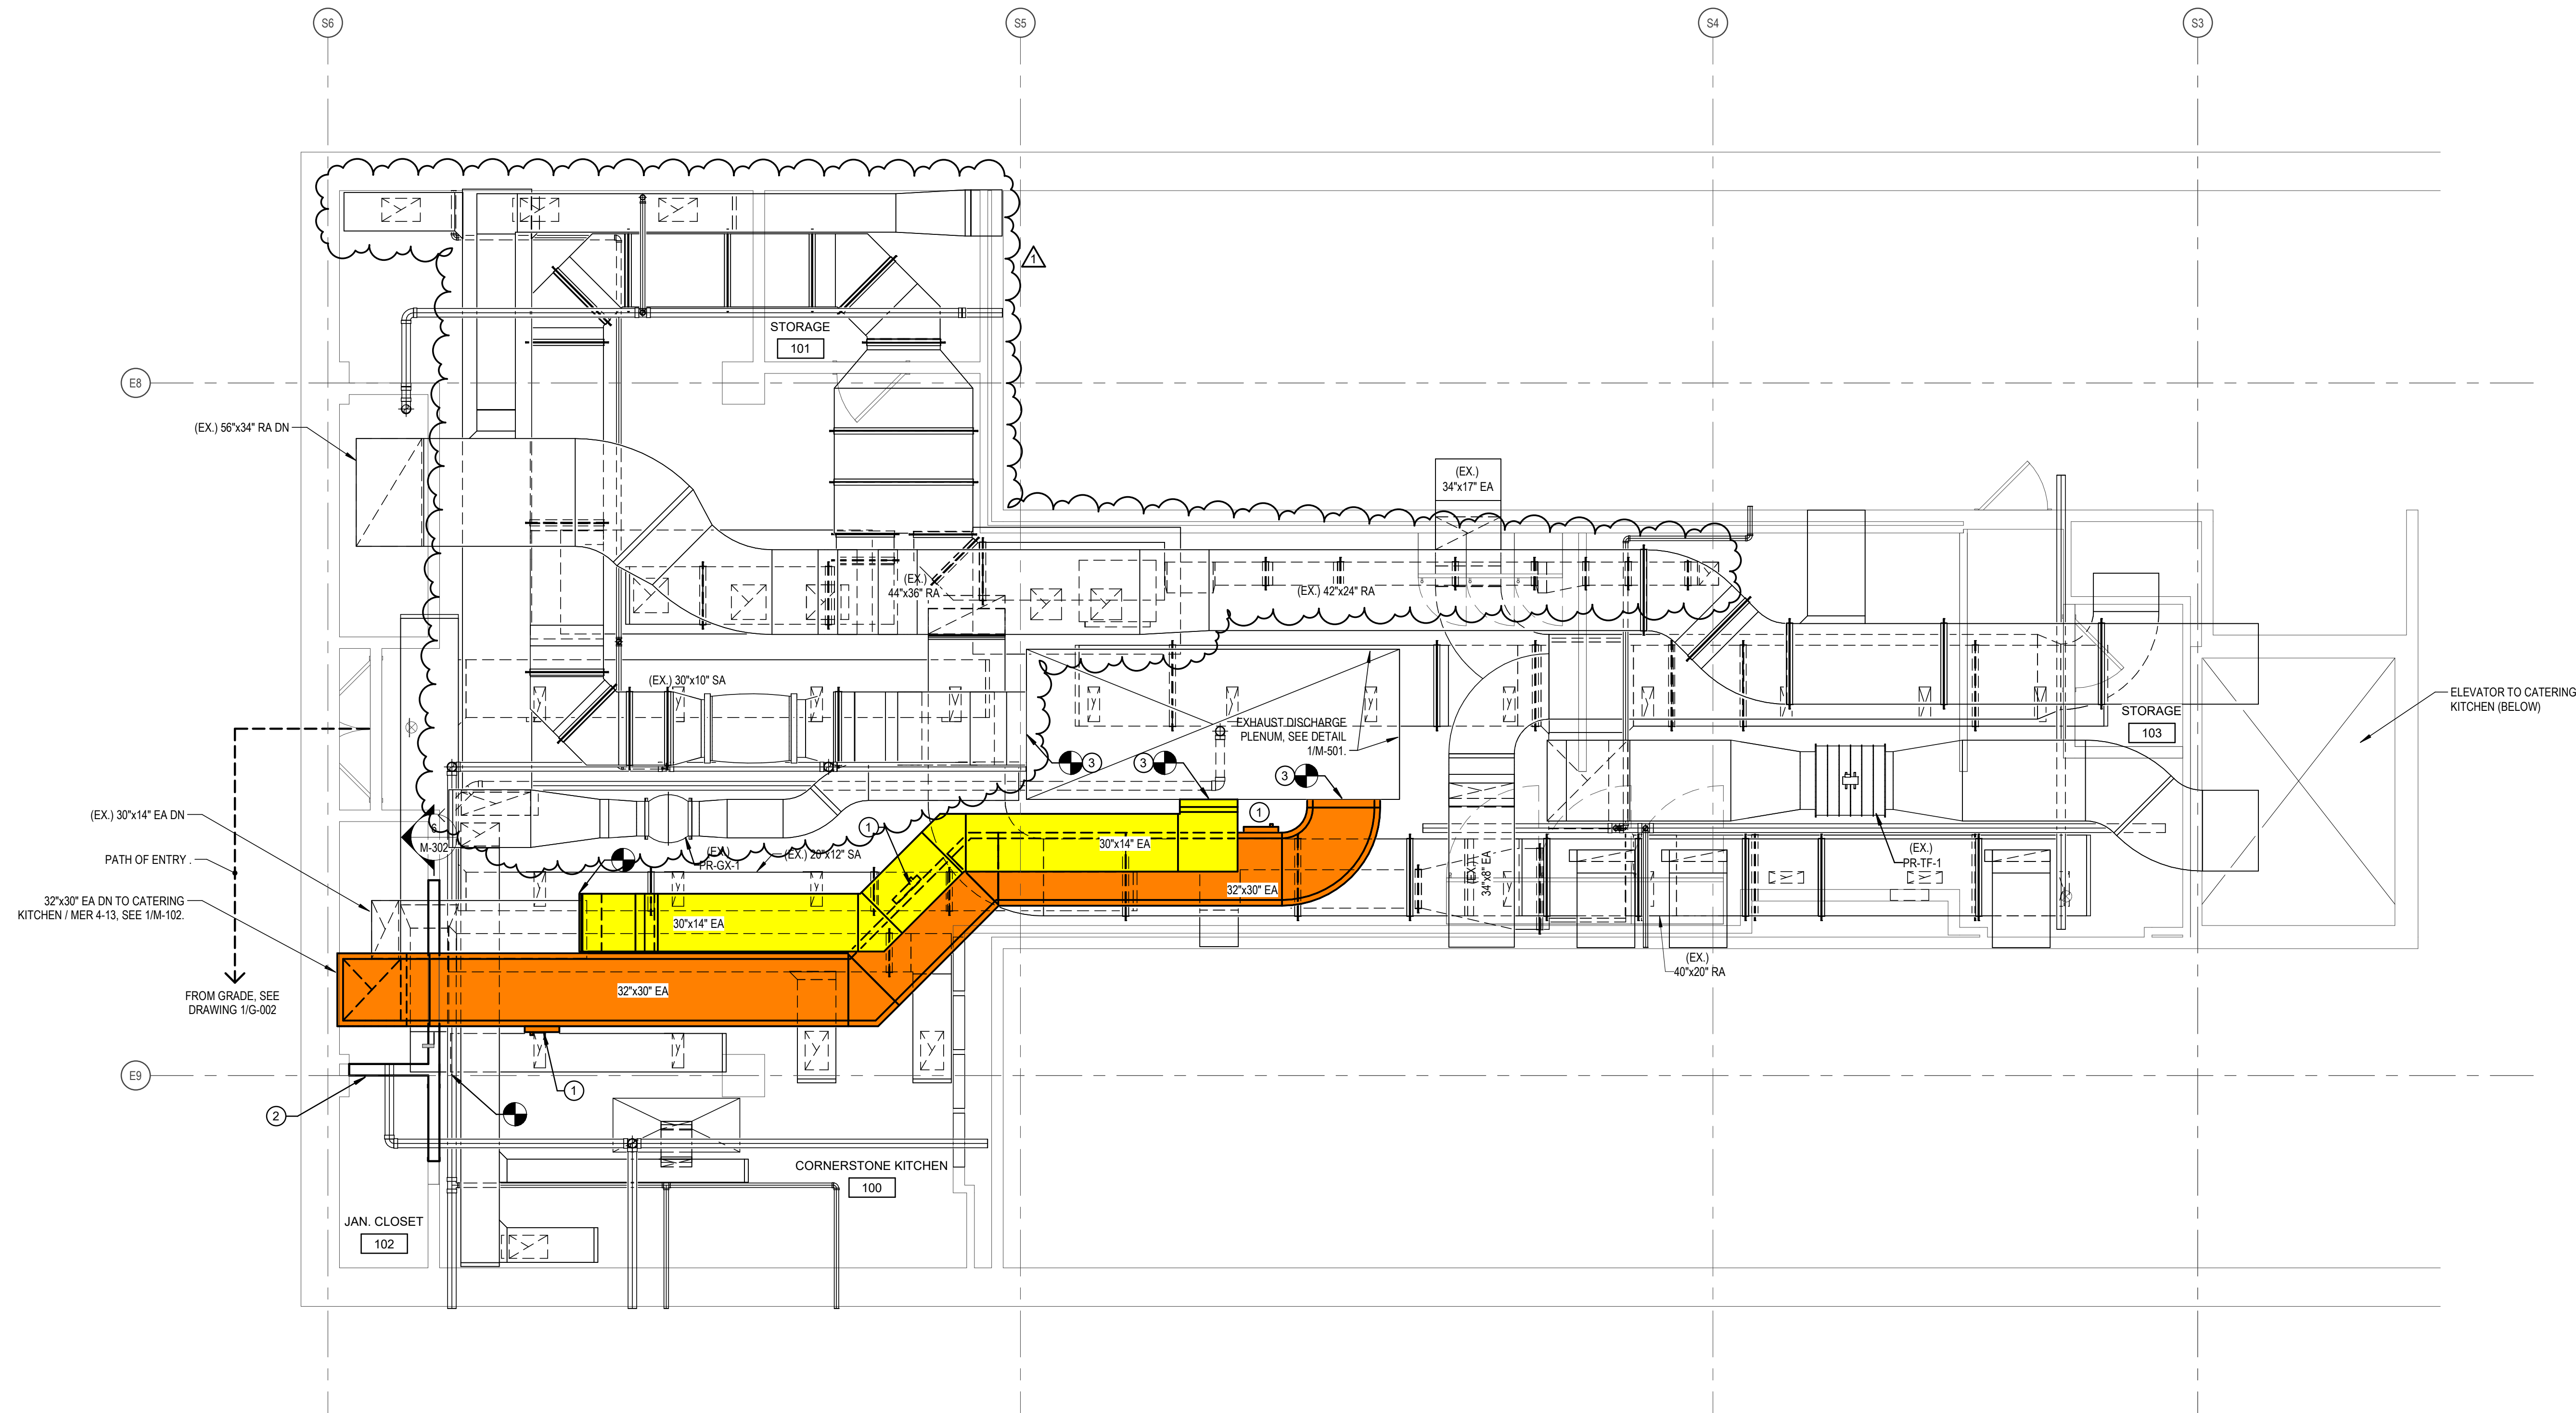 S6
S5
S4
S3
1
STORAGE
101
E8
(EX.) 56"x34" RA DN
(EX.)
34"x17" EA
(EX.)
44"x36" RA
(EX.) 42"x24" RA
(EX.) 30"x10" SA
EXHAUST DISCHARGE
PLENUM, SEE DETAIL
1/M-501.
ELEVATOR TO CATERING
KITCHEN (BELOW)
STORAGE
103
3
3
3
(EX.) 30"x14" EA DN
6
M-302
1
1
(EX.)
PR-GX-1
(EX.) 20"x12" SA
30"x14" EA
(EX.)
PR-TF-1
PATH OF ENTRY .
(EX.)
34"x8" EA
32"x30" EA
32"x30" EA DN TO CATERING
KITCHEN / MER 4-13, SEE 1/M-102.
30"x14" EA
(EX.)
40"x20" RA
32"x30" EA
FROM GRADE, SEE
DRAWING 1/G-002
E9
1
2
CORNERSTONE KITCHEN
100
JAN. CLOSET
102